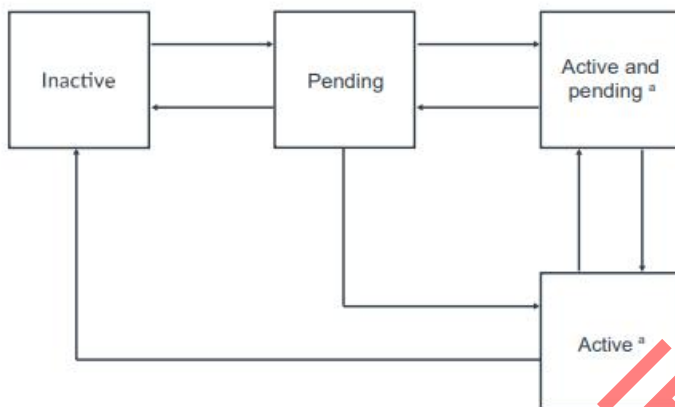 Inactive
Pending
Active and
pending ª
Active ª